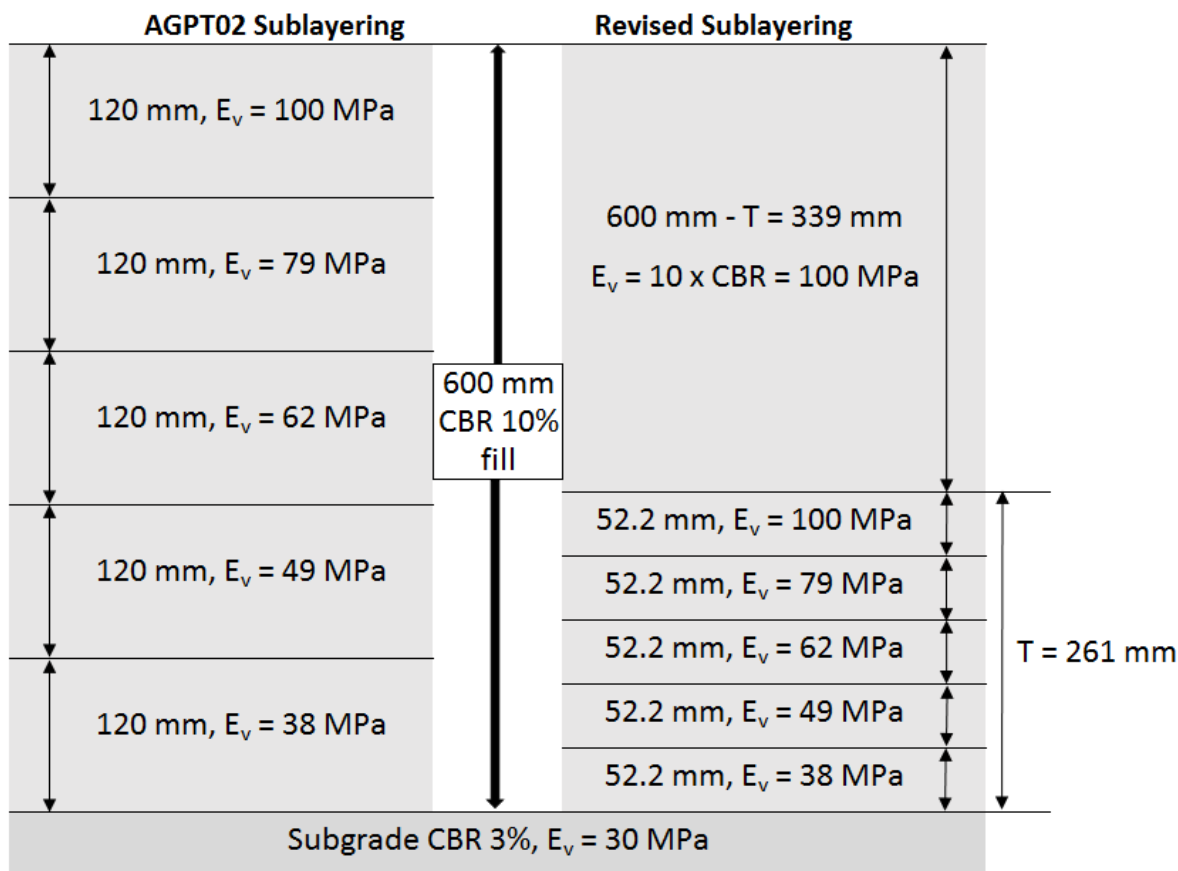 AGPT02 Sublayering
120 mm, Eᵥ = 100 MPa
120 mm, Eᵥ = 79 MPa
120 mm, Eᵥ = 62 MPa
120 mm, Eᵥ = 49 MPa
120 mm, Eᵥ = 38 MPa
600 mm
CBR 10%
fill
Revised Sublayering
600 mm - T = 339 mm
Eᵥ = 10 x CBR = 100 MPa
52.2 mm, Eᵥ = 100 MPa
52.2 mm, Eᵥ = 79 MPa
52.2 mm, Eᵥ = 62 MPa
52.2 mm, Eᵥ = 49 MPa
52.2 mm, Eᵥ = 38 MPa
T = 261 mm
Subgrade CBR 3%, Eᵥ = 30 MPa